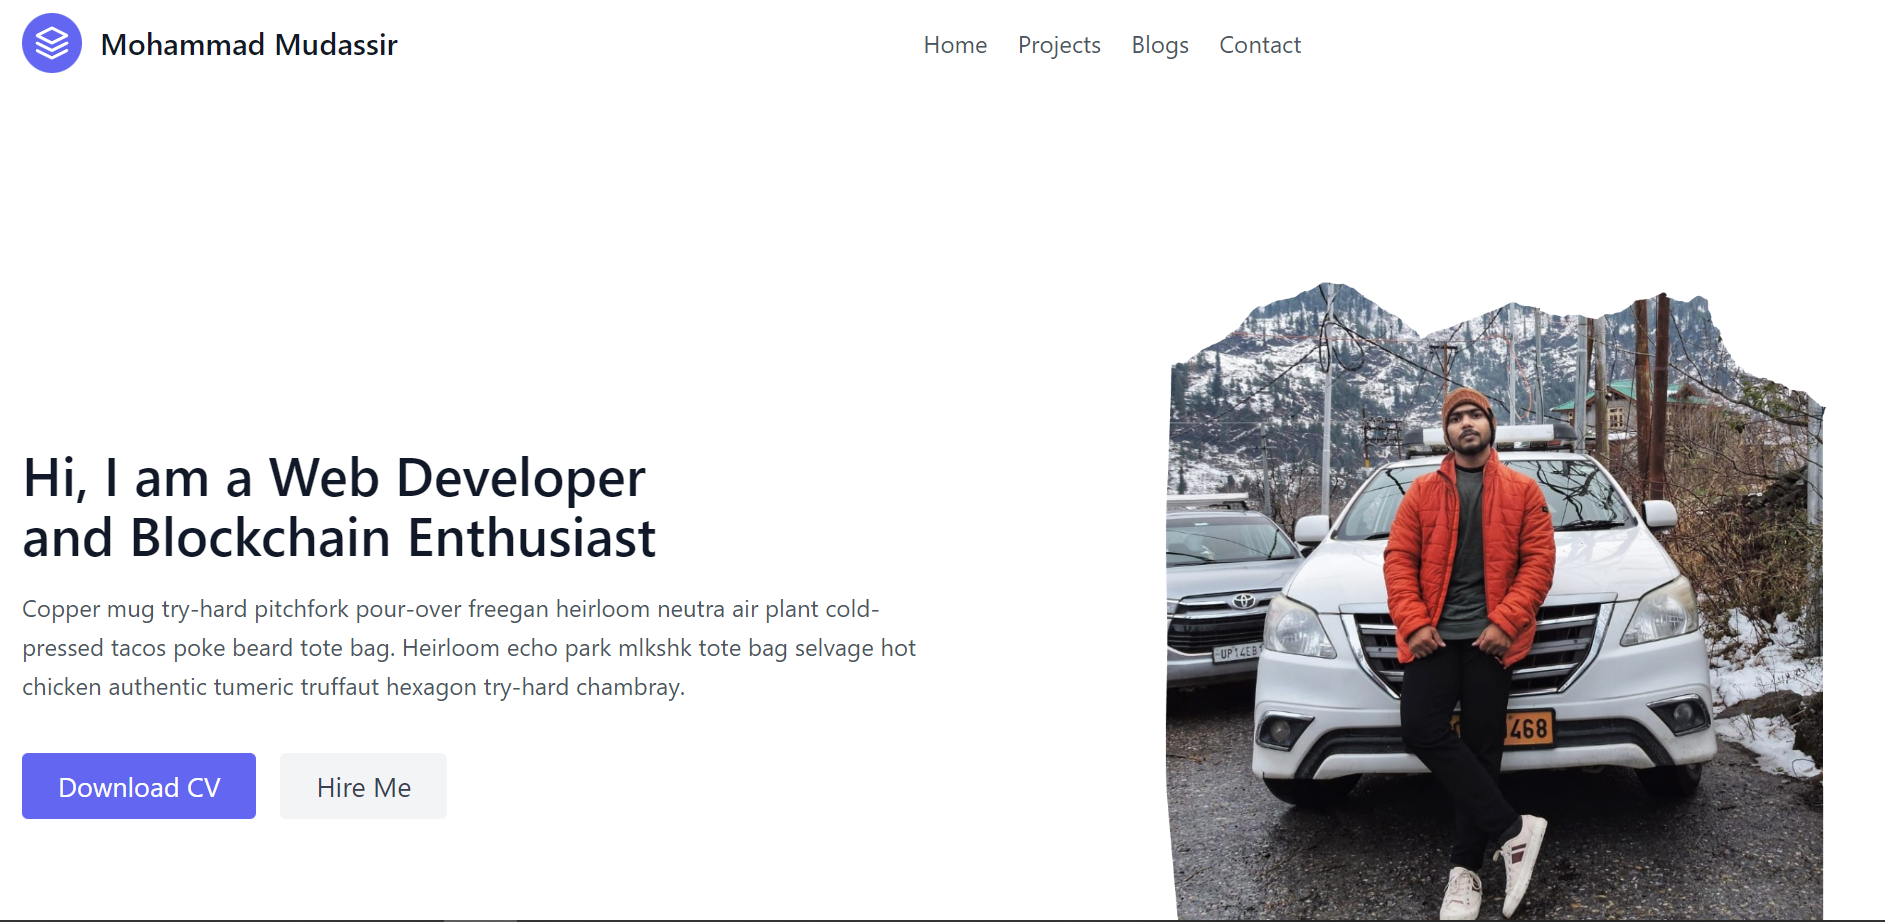 Mohammad Mudassir
Home Projects Blogs Contact
Hi, I am a Web Developer
and Blockchain Enthusiast
Copper mug try-hard pitchfork pour-over freegan heirloom neutra air plant cold-
pressed tacos poke beard tote bag. Heirloom echo park mlkshk tote bag selvage hot
chicken authentic tumeric truffaut hexagon try-hard chambray.
UP14EB
468
Download CV Hire Me